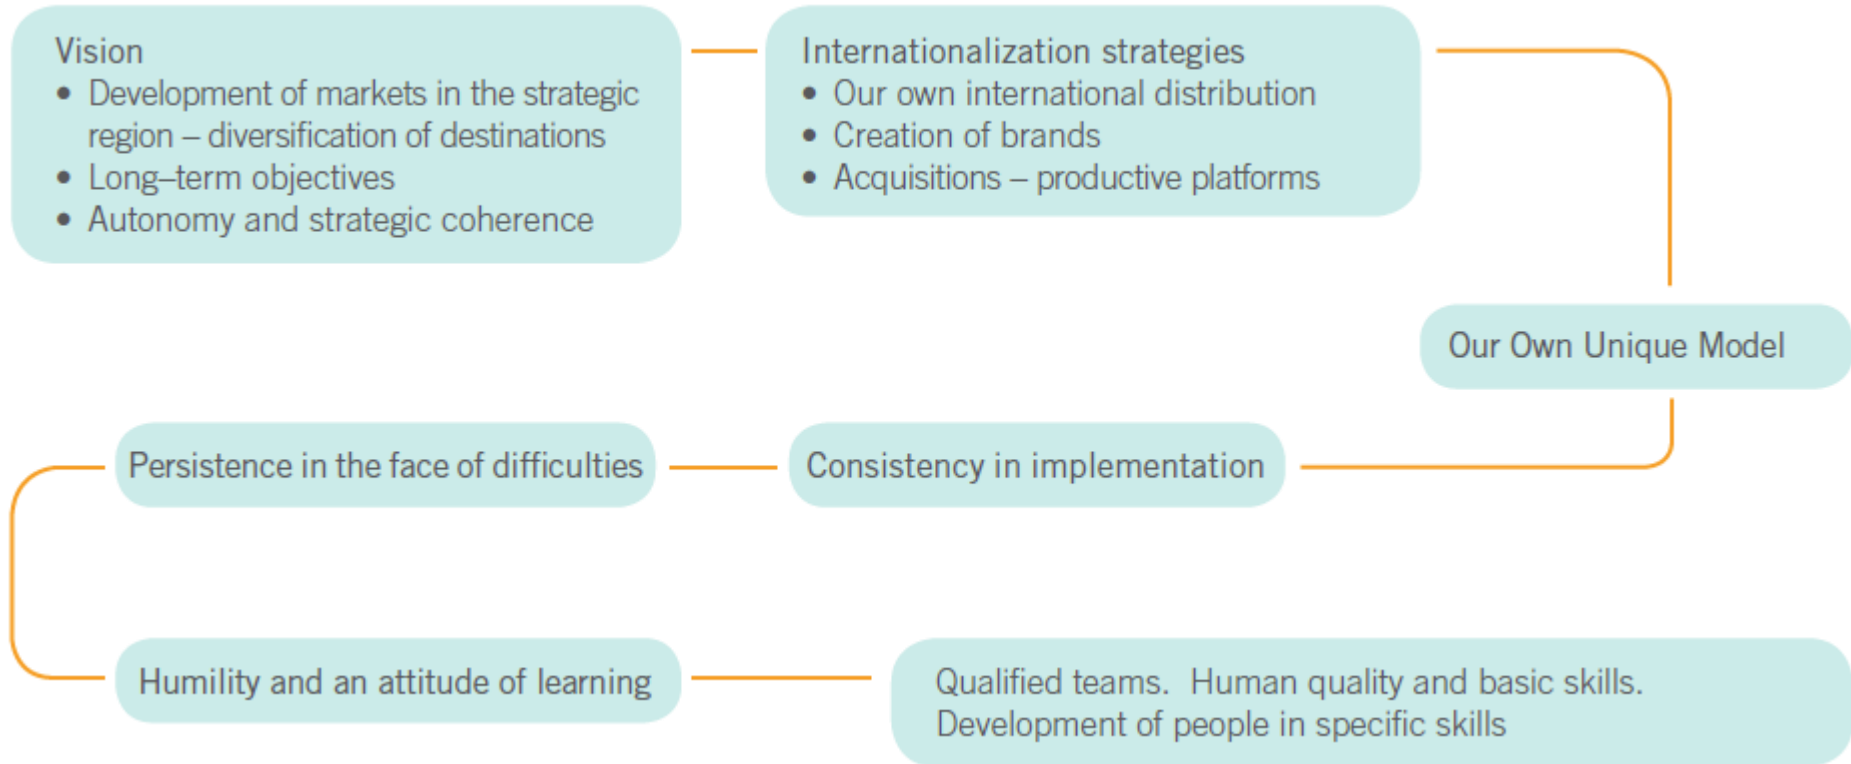 Vision
• Development of markets in the strategic
region – diversification of destinations
• Long–term objectives
• Autonomy and strategic coherence
Internationalization strategies
• Our own international distribution
• Creation of brands
• Acquisitions – productive platforms
Our Own Unique Model
Consistency in implementation
Persistence in the face of difficulties
Humility and an attitude of learning
Qualified teams.  Human quality and basic skills.
Development of people in specific skills